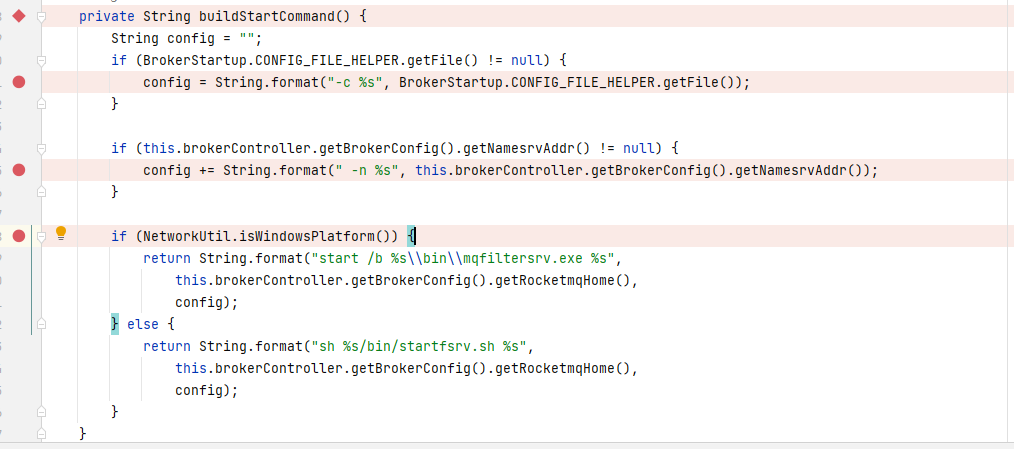 private String buildStartCommand() {
String config = "";
if (BrokerStartup.CONFIG_FILE_HELPER.getFile() != null) {
config = String.format("-c %s", BrokerStartup.CONFIG_FILE_HELPER.getFile());
}
if (this.brokerController.getBrokerConfig().getNamesrvAddr() != null) {
config += String.format(" -n %s", this.brokerController.getBrokerConfig().getNamesrvAddr());
}
if (NetworkUtil.isWindowsPlatform()) {
return String.format("start /b %s\\bin\\mqfiltersrv.exe %s",
this.brokerController.getBrokerConfig().getRocketmqHome(),
config);
} else {
return String.format("sh %s/bin/startfsrv.sh %s",
this.brokerController.getBrokerConfig().getRocketmqHome(),
config);
}
}